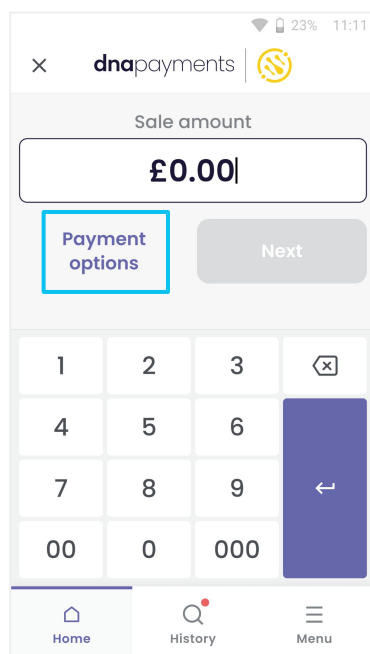 23% 11:11
dnapayments
Sale amount
£0.00
Payment
options
Next
1 2 3
4 5 6
7 8 9
00 0 000
Home History Menu